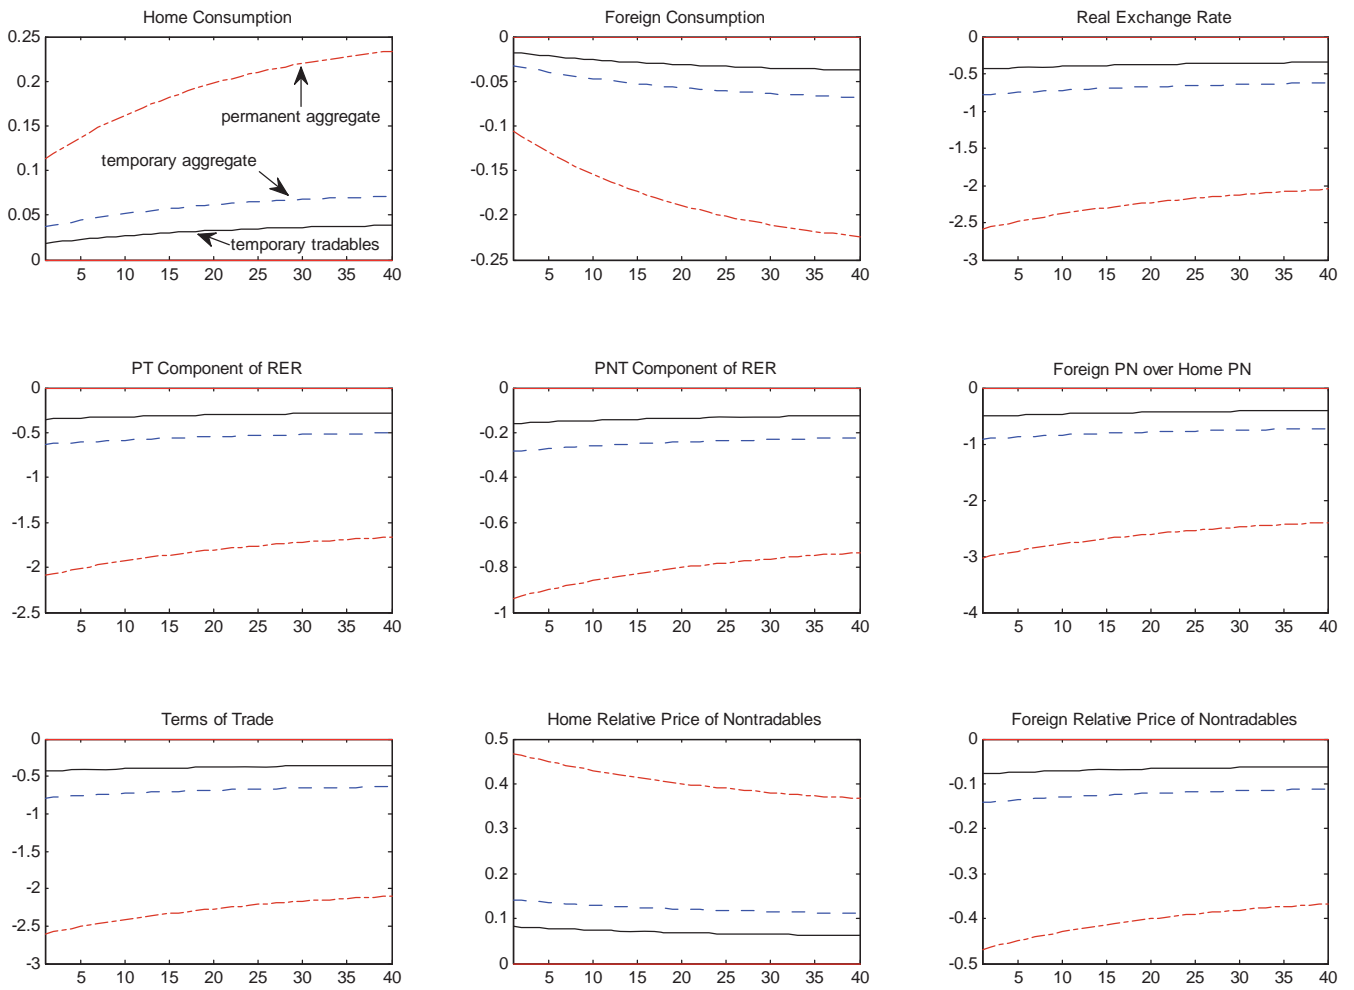 Home Consumption
0.25
0.2
0.15
0.1
0.05
0
permanent aggregate
temporary aggregate
temporary tradables
5 10 15 20 25 30 35 40
Foreign Consumption
0
-0.05
-0.1
-0.15
-0.2
-0.25
5 10 15 20 25 30 35 40
Real Exchange Rate
0
-0.5
-1
-1.5
-2
-2.5
-3
5 10 15 20 25 30 35 40
PT Component of RER
0
-0.5
-1
-1.5
-2
-2.5
5 10 15 20 25 30 35 40
PNT Component of RER
0
-0.2
-0.4
-0.6
-0.8
-1
5 10 15 20 25 30 35 40
Foreign PN over Home PN
0
-1
-2
-3
-4
5 10 15 20 25 30 35 40
Terms of Trade
0
-0.5
-1
-1.5
-2
-2.5
-3
5 10 15 20 25 30 35 40
Home Relative Price of Nontradables
0.5
0.4
0.3
0.2
0.1
0
5 10 15 20 25 30 35 40
Foreign Relative Price of Nontradables
0
-0.1
-0.2
-0.3
-0.4
-0.5
5 10 15 20 25 30 35 40